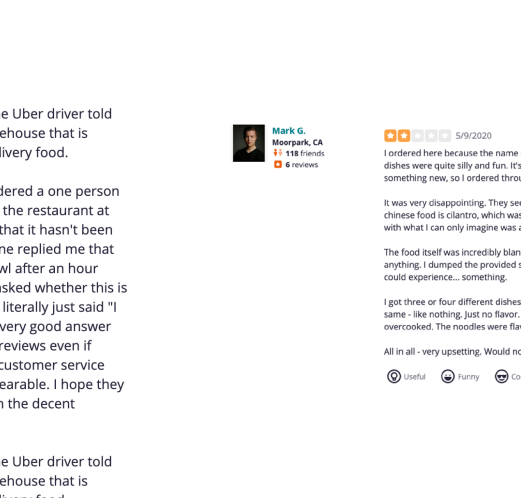 e Uber driver told
ehouse that is
livery food.
dered a one person
the restaurant at
that it hasn't been
ne replied me that
wl after an hour
asked whether this is
literally just said "I
very good answer
reviews even if
customer service
earable. I hope they
n the decent
e Uber driver told
ehouse that is
Mark G.
Moorpark, CA
118 friends
6 reviews
5/9/2020
I ordered here because the name
dishes were quite silly and fun. It's
something new, so I ordered throu
It was very disappointing. They see
chinese food is cilantro, which was
with what I can only imagine was a
The food itself was incredibly blan
anything. I dumped the provided s
could experience... something.
I got three or four different dishes
same - like nothing. Just no flavor.
overcooked. The noodles were flav
All in all - very upsetting. Would no
Useful Funny Co